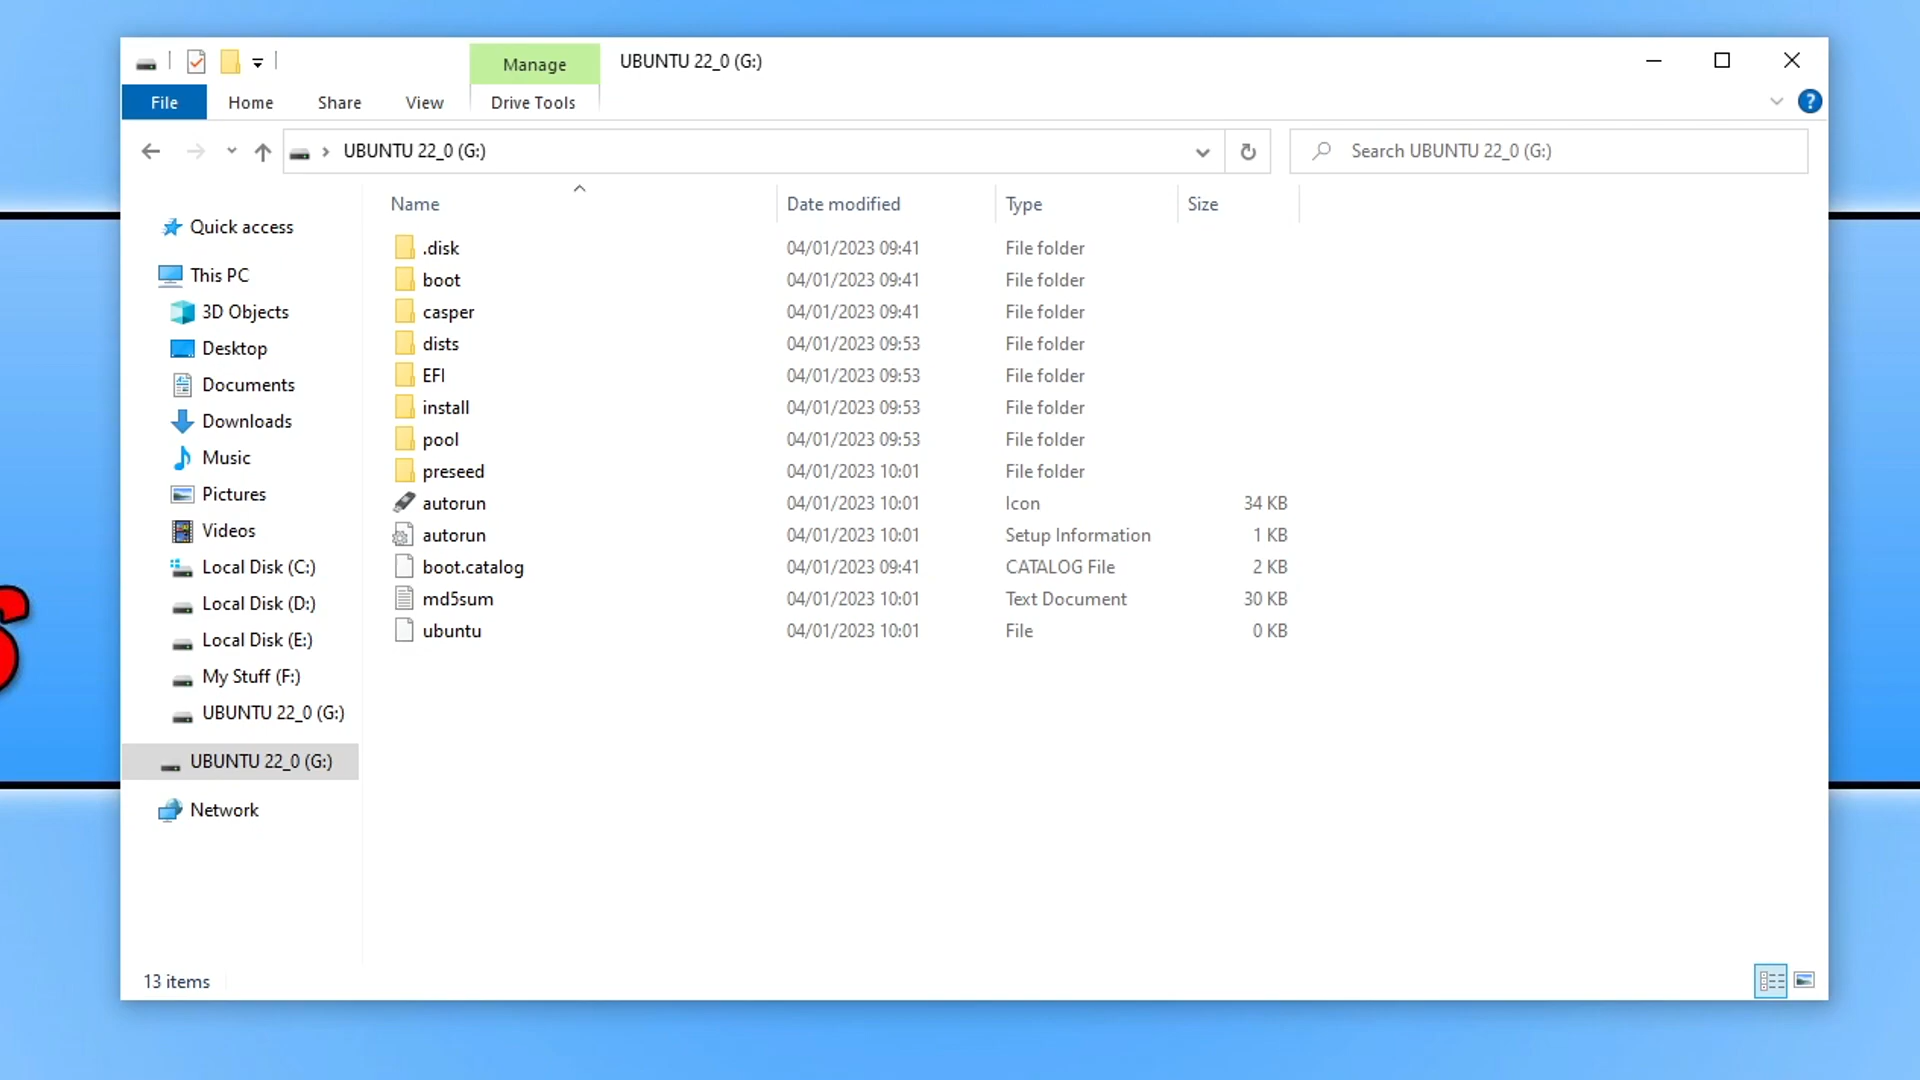 Manage
UBUNTU 22_0 (G:)
File
Home
Share
View
Drive Tools
?
UBUNTU 22_0 (G:)
Search UBUNTU 22_0 (G:)
Name
Date modified
Type
Size
Quick access
This PC
3D Objects
Desktop
Documents
Downloads
Music
Pictures
Videos
Local Disk (C:)
Local Disk (D:)
Local Disk (E:)
My Stuff (F:)
UBUNTU 22_0 (G:)
UBUNTU 22_0 (G:)
Network
.disk 04/01/2023 09:41 File folder
boot 04/01/2023 09:41 File folder
casper 04/01/2023 09:41 File folder
dists 04/01/2023 09:53 File folder
EFI 04/01/2023 09:53 File folder
install 04/01/2023 09:53 File folder
pool 04/01/2023 09:53 File folder
preseed 04/01/2023 10:01 File folder
autorun 04/01/2023 10:01 Icon 34 KB
autorun 04/01/2023 10:01 Setup Information 1 KB
boot.catalog 04/01/2023 09:41 CATALOG File 2 KB
md5sum 04/01/2023 10:01 Text Document 30 KB
ubuntu 04/01/2023 10:01 File 0 KB
13 items